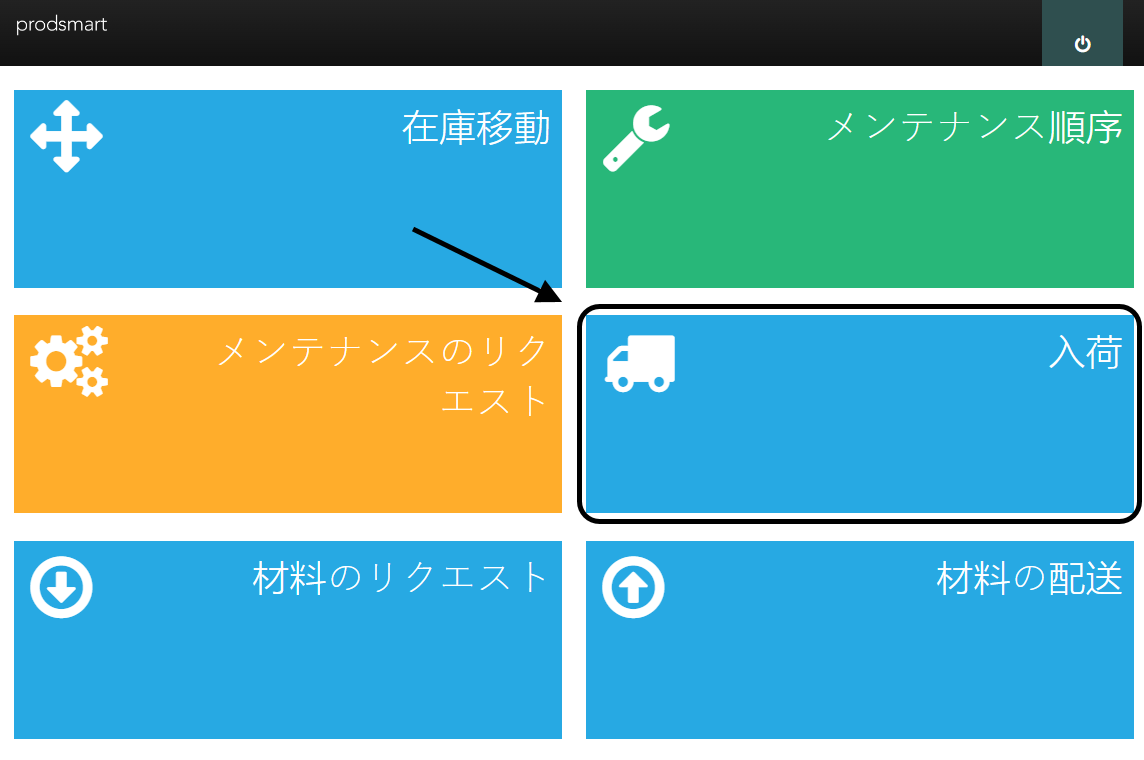 prodsmart
在庫移動
メンテナンス順序
メンテナンスのリク
エスト
入荷
材料のリクエスト
材料の配送